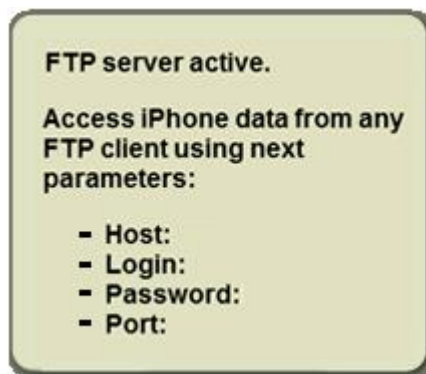 FTP server active.
Access iPhone data from any
FTP client using next
parameters:
- Host:
- Login:
- Password:
- Port: